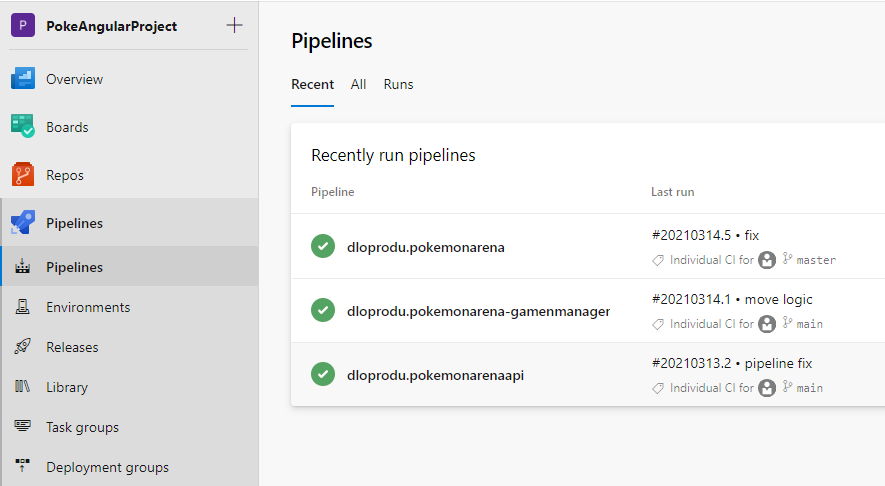 P PokeAngularProject
Overview
Boards
Repos
Pipelines
Pipelines
Environments
Releases
Library
Task groups
Deployment groups
Pipelines
Recent All Runs
Recently run pipelines
Pipeline Last run
dloprodu.pokemonarena
#20210314.5 • fix
Individual CI for master
dloprodu.pokemonarena-gamenmanager
#20210314.1 • move logic
Individual CI for main
dloprodu.pokemonarenaapi
#20210313.2 • pipeline fix
Individual CI for main